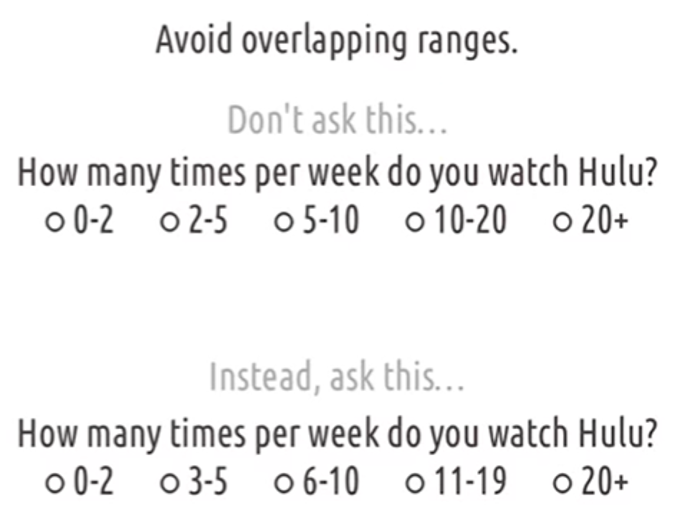 Avoid overlapping ranges.
Don't ask this...
How many times per week do you watch Hulu?
0-2 2-5 5-10 10-20 20+
Instead, ask this...
How many times per week do you watch Hulu?
0-2 3-5 6-10 11-19 20+